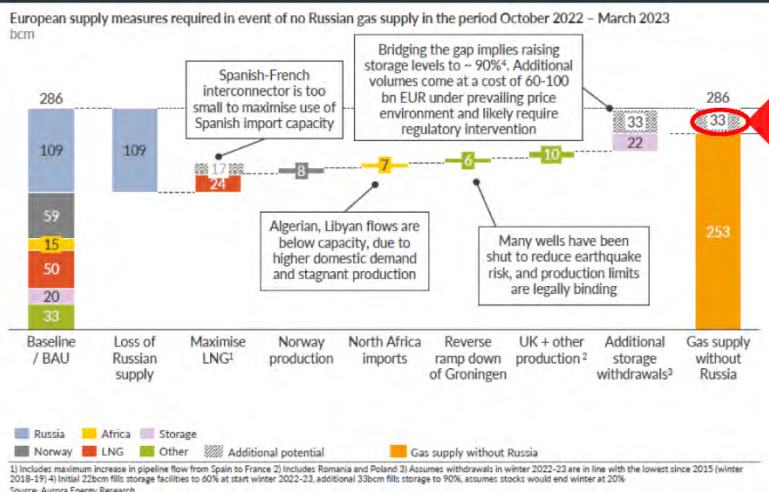 European supply measures required in event of no Russian gas supply in the period October 2022 – March 2023
bcm
Spanish-French
interconnector is too
small to maximise use of
Spanish import capacity
Bridging the gap implies raising
storage levels to ~ 90%⁴. Additional
volumes come at a cost of 60-100
bn EUR under prevailing price
environment and likely require
regulatory intervention
286
109
59
15
50
20
33
109
17
24
8
7
6
10
33
22
286
33
253
Algerian, Libyan flows are
below capacity, due to
higher domestic demand
and stagnant production
Many wells have been
shut to reduce earthquake
risk, and production limits
are legally binding
Baseline
/ BAU
Loss of
Russian
supply
Maximise
LNG¹
Norway
production
North Africa
imports
Reverse
ramp down
of Groningen
UK + other
production ²
Additional
storage
withdrawals³
Gas supply
without
Russia
Russia Africa Storage
Norway LNG Other Additional potential Gas supply without Russia
1) Includes maximum increase in pipeline flow from Spain to France 2) Includes Romania and Poland 3) Assumes withdrawals in winter 2022-23 are in line with the lowest since 2015 (winter
2018-19) 4) Initial 22bcm fills storage facilities to 60% at start winter 2022-23, additional 33bcm fills storage to 90%, assumes stocks would end winter at 20%
Source: Aurora Energy Research